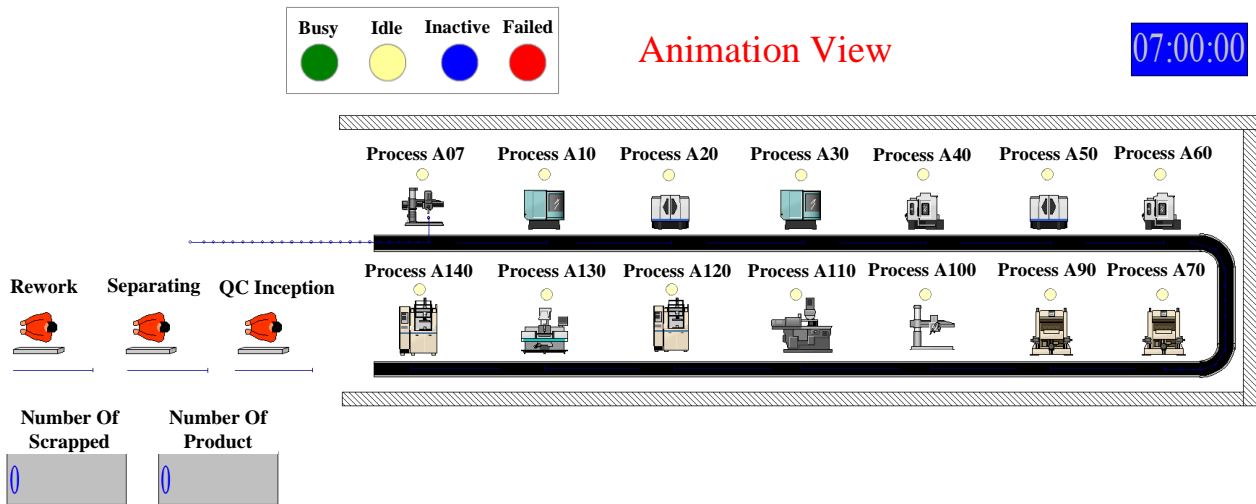 Busy Idle Inactive Failed
Animation View
07:00:00
Process A07 Process A10 Process A20 Process A30 Process A40 Process A50 Process A60
Process A140 Process A130 Process A120 Process A110 Process A100 Process A90 Process A70
Rework Separating QC Inception
Number Of
Scrapped
0
Number Of
Product
0